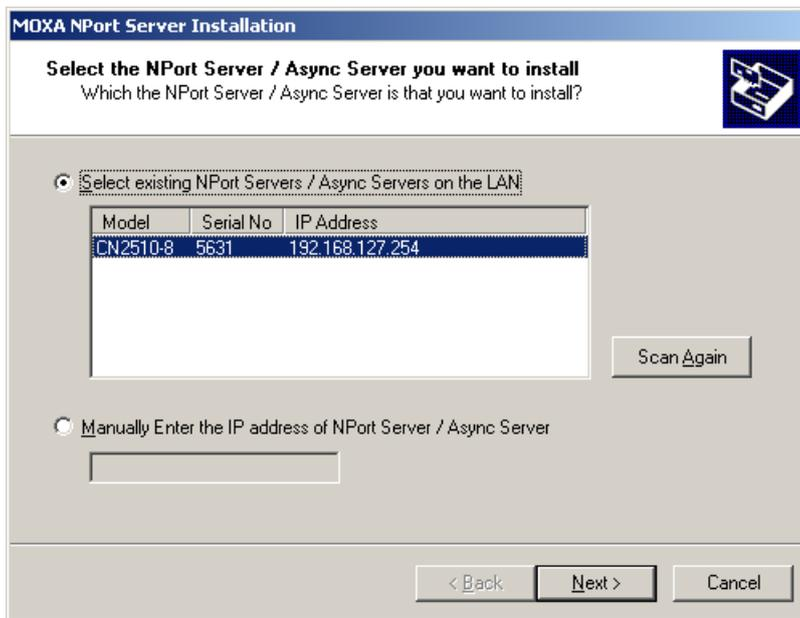 MOXA NPort Server Installation
Select the NPort Server / Async Server you want to install
Which the NPort Server / Async Server is that you want to install?
Select existing NPort Servers / Async Servers on the LAN
Model Serial No IP Address
CN2510-8 5631 192.168.127.254
Scan Again
Manually Enter the IP address of NPort Server / Async Server
< Back Next > Cancel